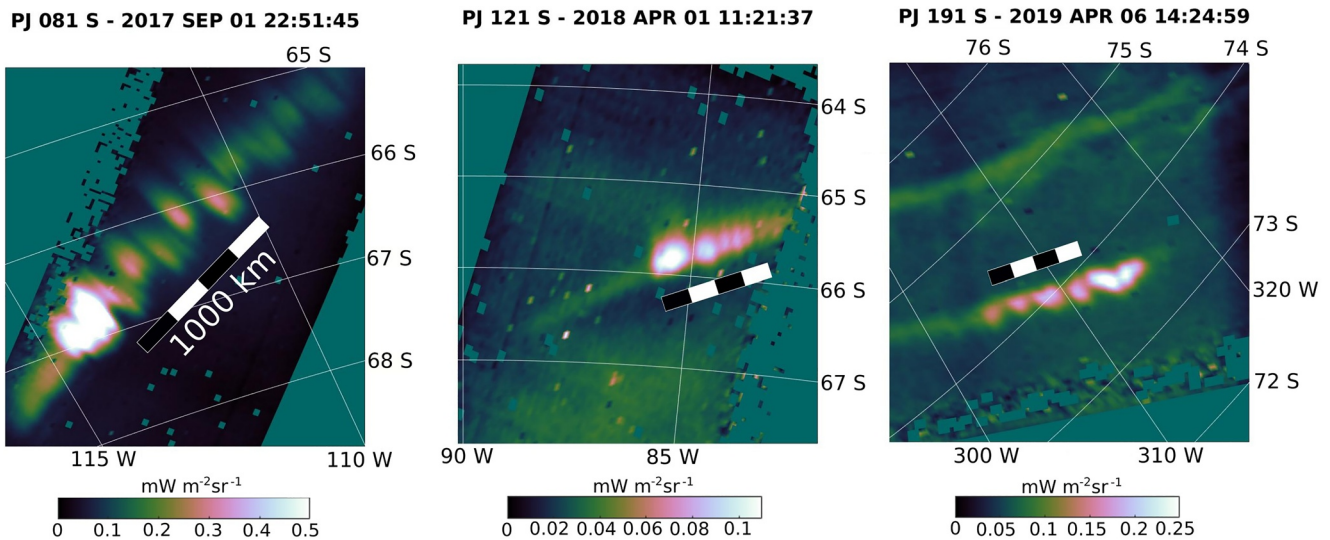 PJ 081 S - 2017 SEP 01 22:51:45
65 S
66 S
67 S
68 S
1000 km
115 W
110 W
mW m-2sr-1
0 0.1 0.2 0.3 0.4 0.5
PJ 121 S - 2018 APR 01 11:21:37
64 S
65 S
66 S
67 S
90 W
85 W
mW m-2sr-1
0 0.02 0.04 0.06 0.08 0.1
PJ 191 S - 2019 APR 06 14:24:59
76 S
75 S
74 S
73 S
320 W
72 S
300 W
310 W
mW m-2sr-1
0 0.05 0.1 0.15 0.2 0.25